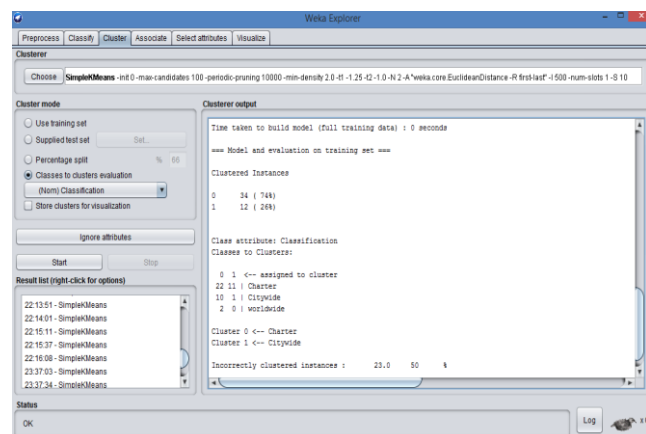 Weka Explorer
Preprocess Classify Cluster Associate Select attributes Visualize
Clusterer
Choose SimpleKMeans -init 0 -max-candidates 100 -periodic-pruning 10000 -min-density 2.0 -t1 -1.25 -t2 -1.0 -N 2 -A "weka.core.EuclideanDistance -R first-last" -I 500 -num-slots 1 -S 10
Cluster mode
Use training set
Supplied test set Set...
Percentage split % 66
Classes to clusters evaluation
(Nom) Classification
Store clusters for visualization
Ignore attributes
Start Stop
Result list (right-click for options)
22:13:51 - SimpleKMeans
22:14:01 - SimpleKMeans
22:15:11 - SimpleKMeans
22:15:37 - SimpleKMeans
22:16:08 - SimpleKMeans
23:37:03 - SimpleKMeans
23:37:34 - SimpleKMeans
Clusterer output
Time taken to build model (full training data) : 0 seconds
=== Model and evaluation on training set ===
Clustered Instances
0 34 ( 74%)
1 12 ( 26%)
Class attribute: Classification
Classes to Clusters:
0 1 <-- assigned to cluster
22 11 | Charter
10 1 | Citywide
2 0 | worldwide
Cluster 0 <-- Charter
Cluster 1 <-- Citywide
Incorrectly clustered instances : 23.0 50 %
Status
OK
Log